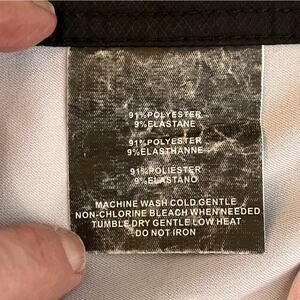 91%POLYESTER
9%ELASTANE
91%POLYESTER
9%ELASTHANNE
91%POLIESTER
9%ELASTANO
MACHINE WASH COLD GENTLE
NON-CHLORINE BLEACH WHEN NEEDED
TUMBLE DRY GENTLE LOW HEAT
DO NOT IRON